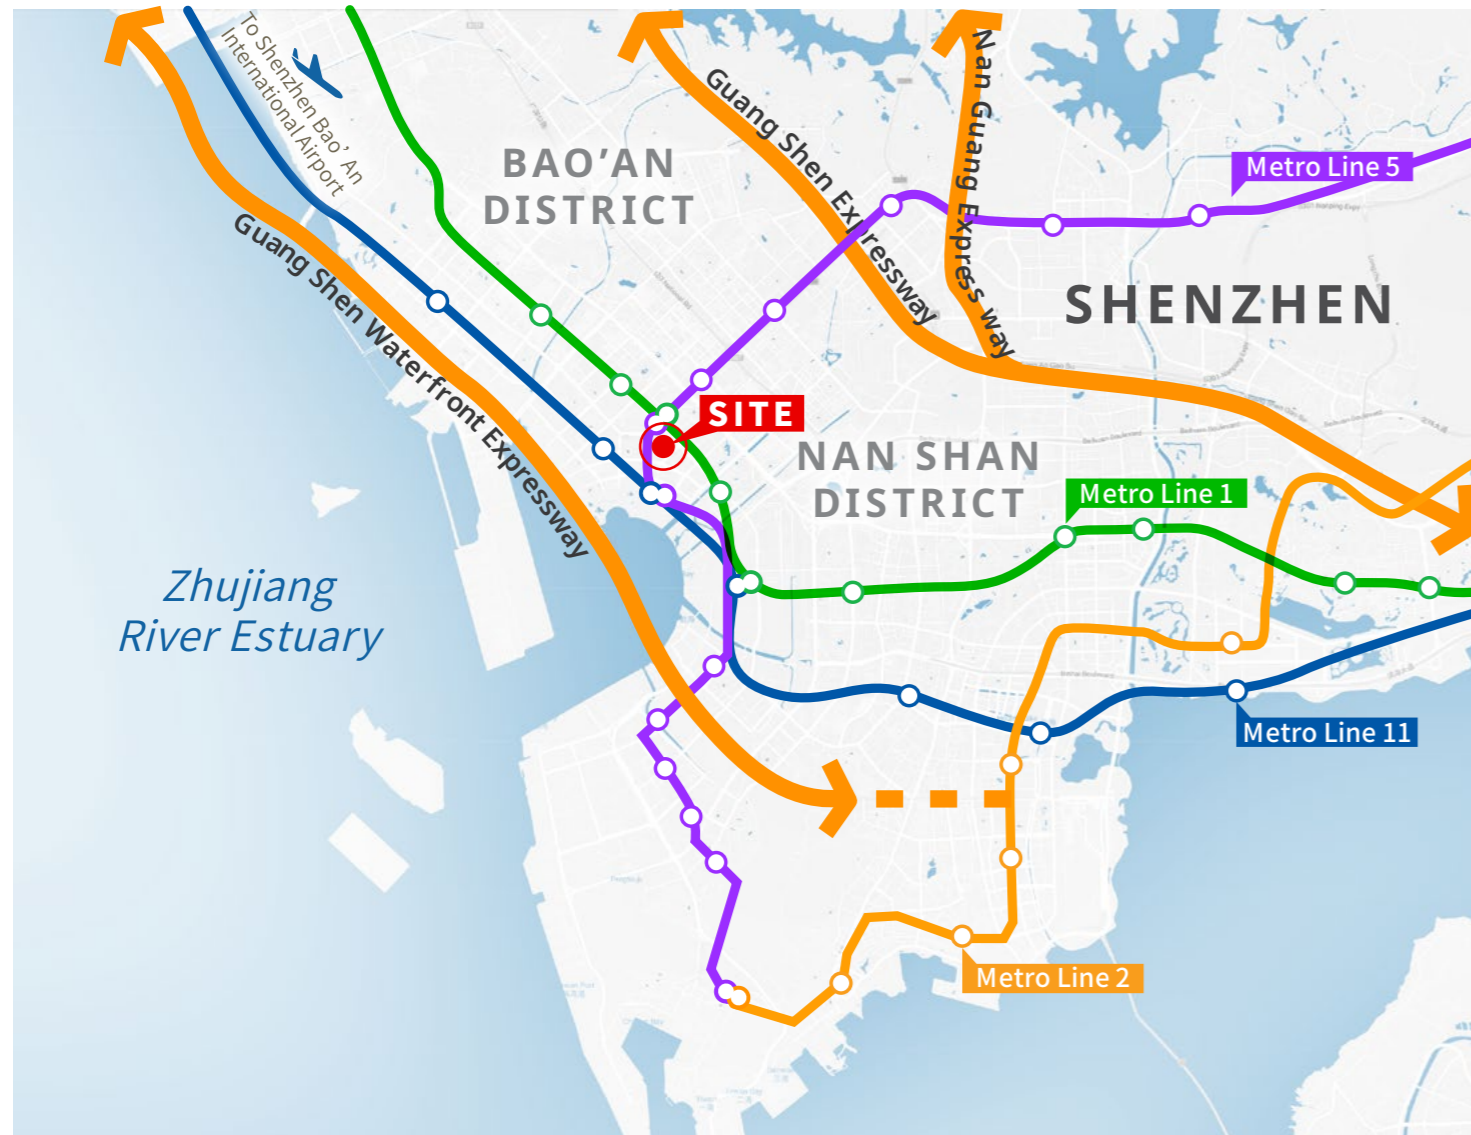 To Shenzhen Bao' An
International Airport
Guang Shen Expressway
Nan Guang Express way
BAO'AN
DISTRICT
Metro Line 5
Guang Shen Waterfront Expressway
SHENZHEN
SITE
NAN SHAN
DISTRICT
Metro Line 1
Zhujiang
River Estuary
Metro Line 11
Metro Line 2